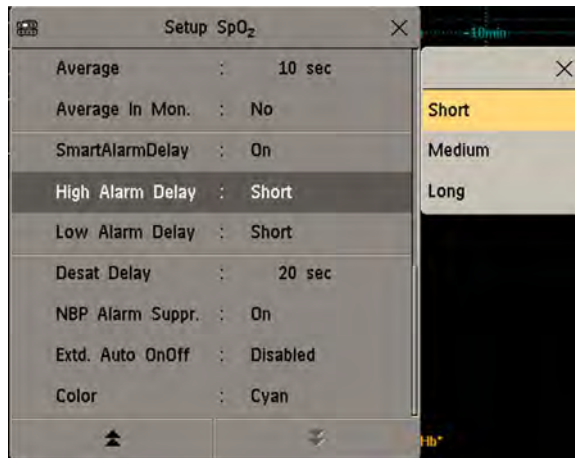 Setup SpO₂
Average : 10 sec
Average In Mon. : No
SmartAlarmDelay : On
High Alarm Delay : Short
Low Alarm Delay : Short
Desat Delay : 20 sec
NBP Alarm Suppr. : On
Extd. Auto OnOff : Disabled
Color : Cyan
-10min
Short
Medium
Long
Hb*